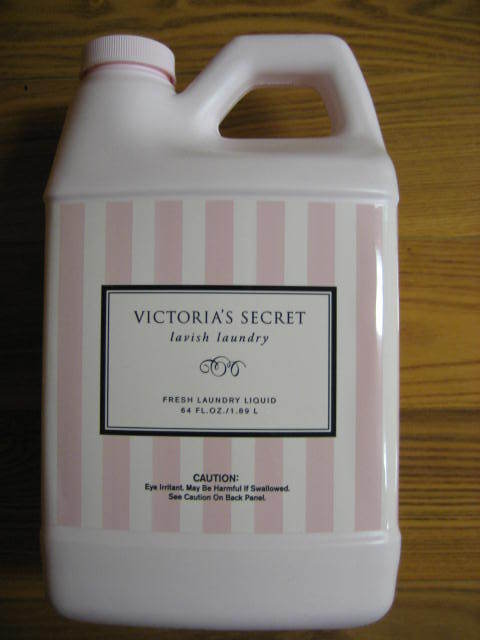 VICTORIA'S SECRET
lavish laundry
FRESH LAUNDRY LIQUID
64 FL.OZ./1.89 L
CAUTION:
Eye Irritant. May Be Harmful If Swallowed.
See Caution On Back Panel.